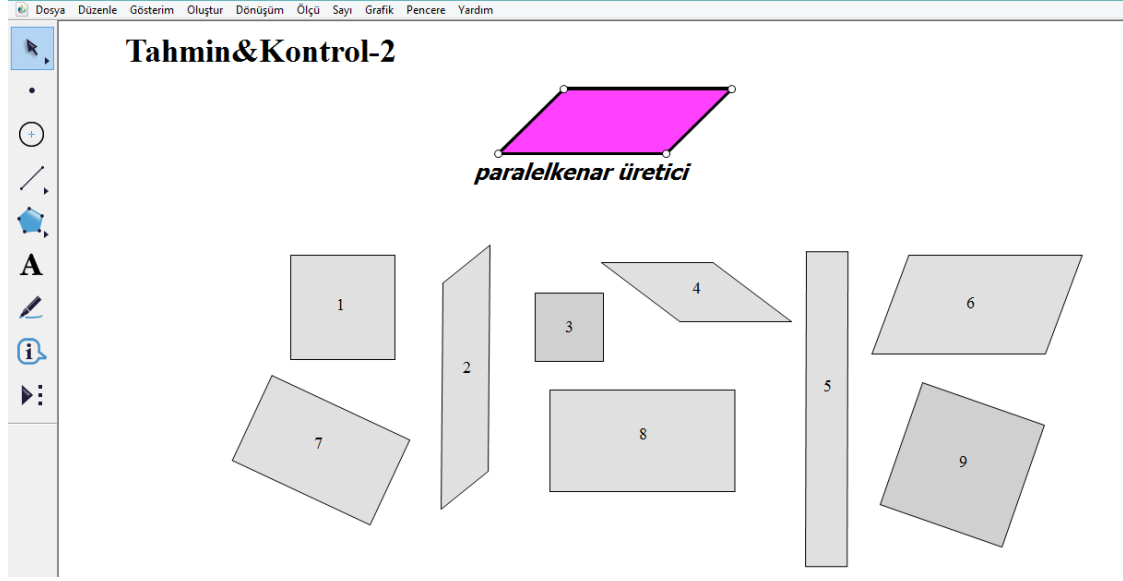 Dosya Düzenle Gösterim Oluştur Dönüşüm Ölçü Sayı Grafik Pencere Yardım
Tahmin&Kontrol-2
paralelkenar üretici
A
1
2
3
4
5
6
7
8
9